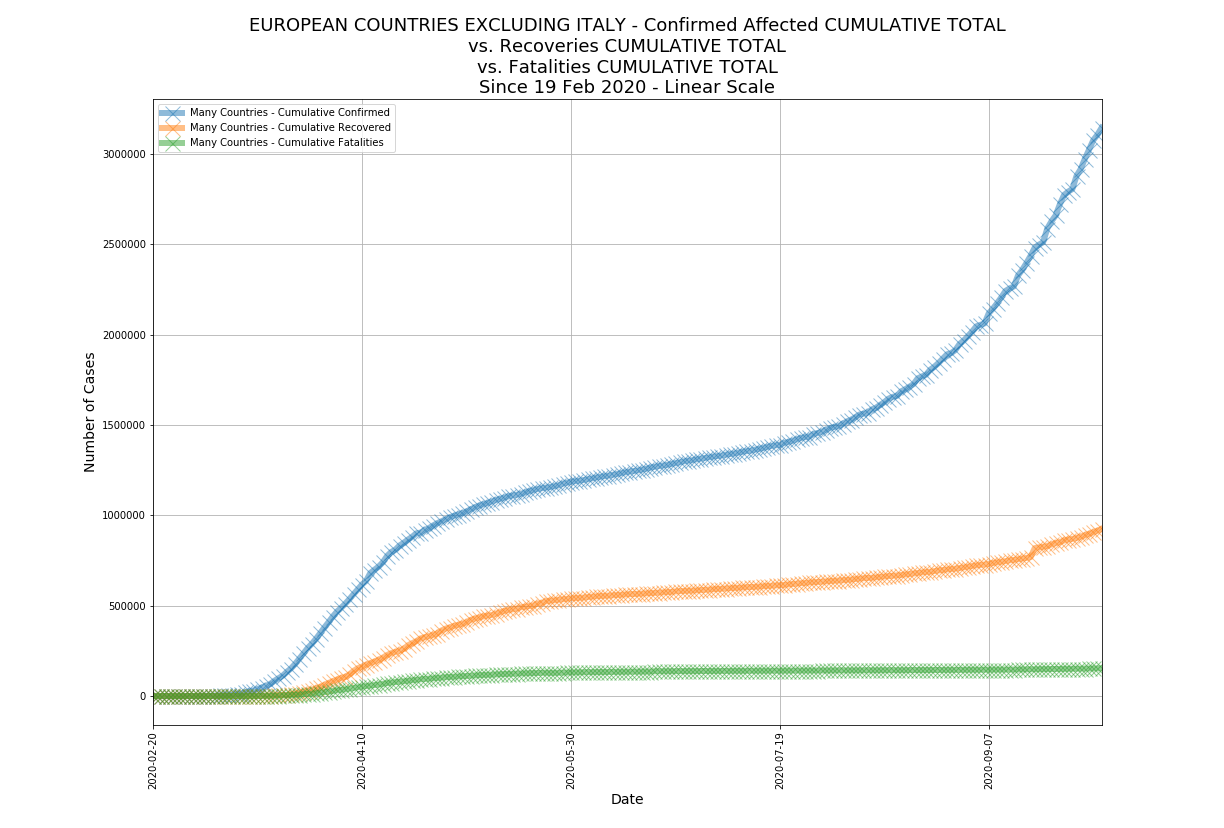 EUROPEAN COUNTRIES EXCLUDING ITALY - Confirmed Affected CUMULATIVE TOTAL
vs. Recoveries CUMULATIVE TOTAL
vs. Fatalities CUMULATIVE TOTAL
Since 19 Feb 2020 - Linear Scale
Many Countries - Cumulative Confirmed
Many Countries - Cumulative Recovered
Many Countries - Cumulative Fatalities
Number of Cases
3000000
2500000
2000000
1500000
1000000
500000
0
2020-02-20
2020-04-10
2020-05-30
2020-07-19
2020-09-07
Date